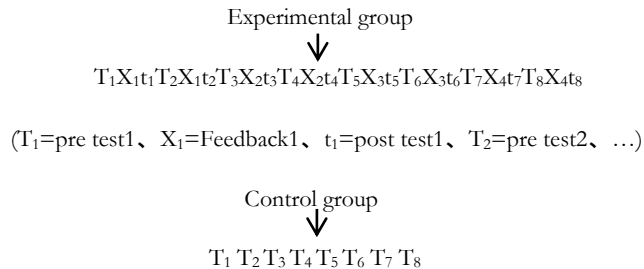 Experimental group
T₁X₁t₁T₂X₁t₂T₃X₂t₃T₄X₂t₄T₅X₃t₅T₆X₃t₆T₇X₄t₇T₈X₄t₈
(T₁=pre test1、X₁=Feedback1、t₁=post test1、T₂=pre test2、…)
Control group
T₁ T₂ T₃ T₄ T₅ T₆ T₇ T₈